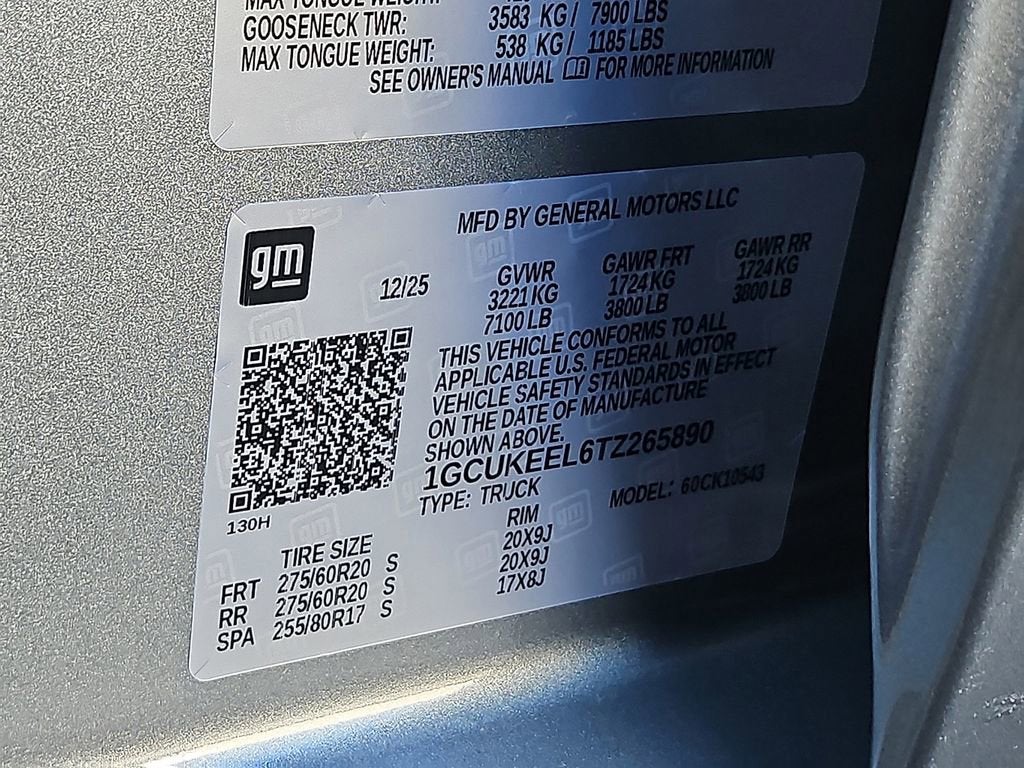 MAX TONGUE WEIGHT:
GOOSENECK TWR: 3583 KG / 7900 LBS
MAX TONGUE WEIGHT: 538 KG / 1185 LBS
SEE OWNER'S MANUAL FOR MORE INFORMATION
MFD BY GENERAL MOTORS LLC
gm
12/25
GVWR GAWR FRT GAWR RR
3221 KG 1724 KG 1724 KG
7100 LB 3800 LB 3800 LB
THIS VEHICLE CONFORMS TO ALL
APPLICABLE U.S. FEDERAL MOTOR
VEHICLE SAFETY STANDARDS IN EFFECT
ON THE DATE OF MANUFACTURE
SHOWN ABOVE.
1GCUKEEL6TZ265890
TYPE: TRUCK MODEL: 60CK10543
130H
TIRE SIZE RIM
FRT 275/60R20 S 20X9J
RR 275/60R20 S 20X9J
SPA 255/80R17 S 17X8J